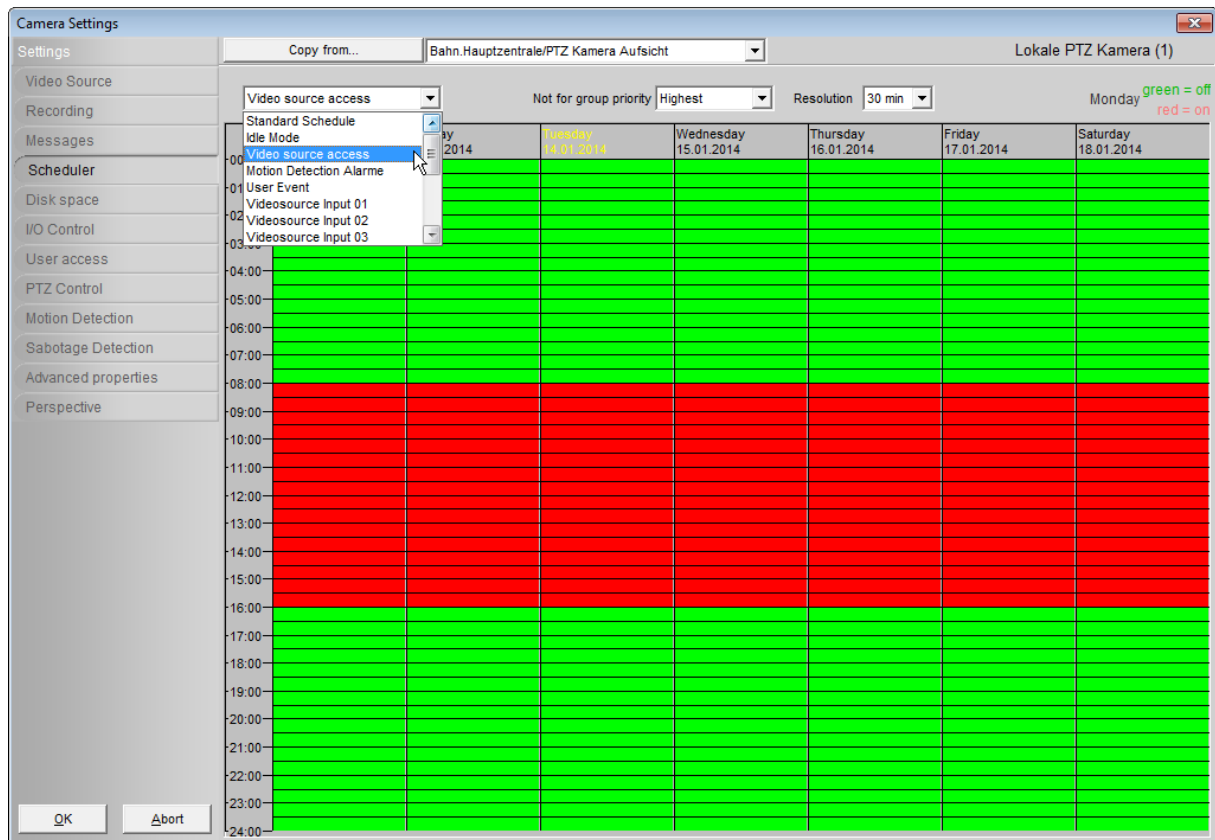 Camera Settings
Settings
Copy from...
Bahn.Hauptzentrale/PTZ Kamera Aufsicht
Lokale PTZ Kamera (1)
Video Source
Recording
Messages
Scheduler
Disk space
I/O Control
User access
PTZ Control
Motion Detection
Sabotage Detection
Advanced properties
Perspective
OK
Abort
Video source access
Not for group priority
Highest
Resolution
30 min
Monday
green = off
red = on
Standard Schedule
Idle Mode
Video source access
Motion Detection Alarme
User Event
Videosource Input 01
Videosource Input 02
Videosource Input 03
Tuesday
14.01.2014
Wednesday
15.01.2014
Thursday
16.01.2014
Friday
17.01.2014
Saturday
18.01.2014
04:00
05:00
06:00
07:00
08:00
09:00
10:00
11:00
12:00
13:00
14:00
15:00
16:00
17:00
18:00
19:00
20:00
21:00
22:00
23:00
24:00